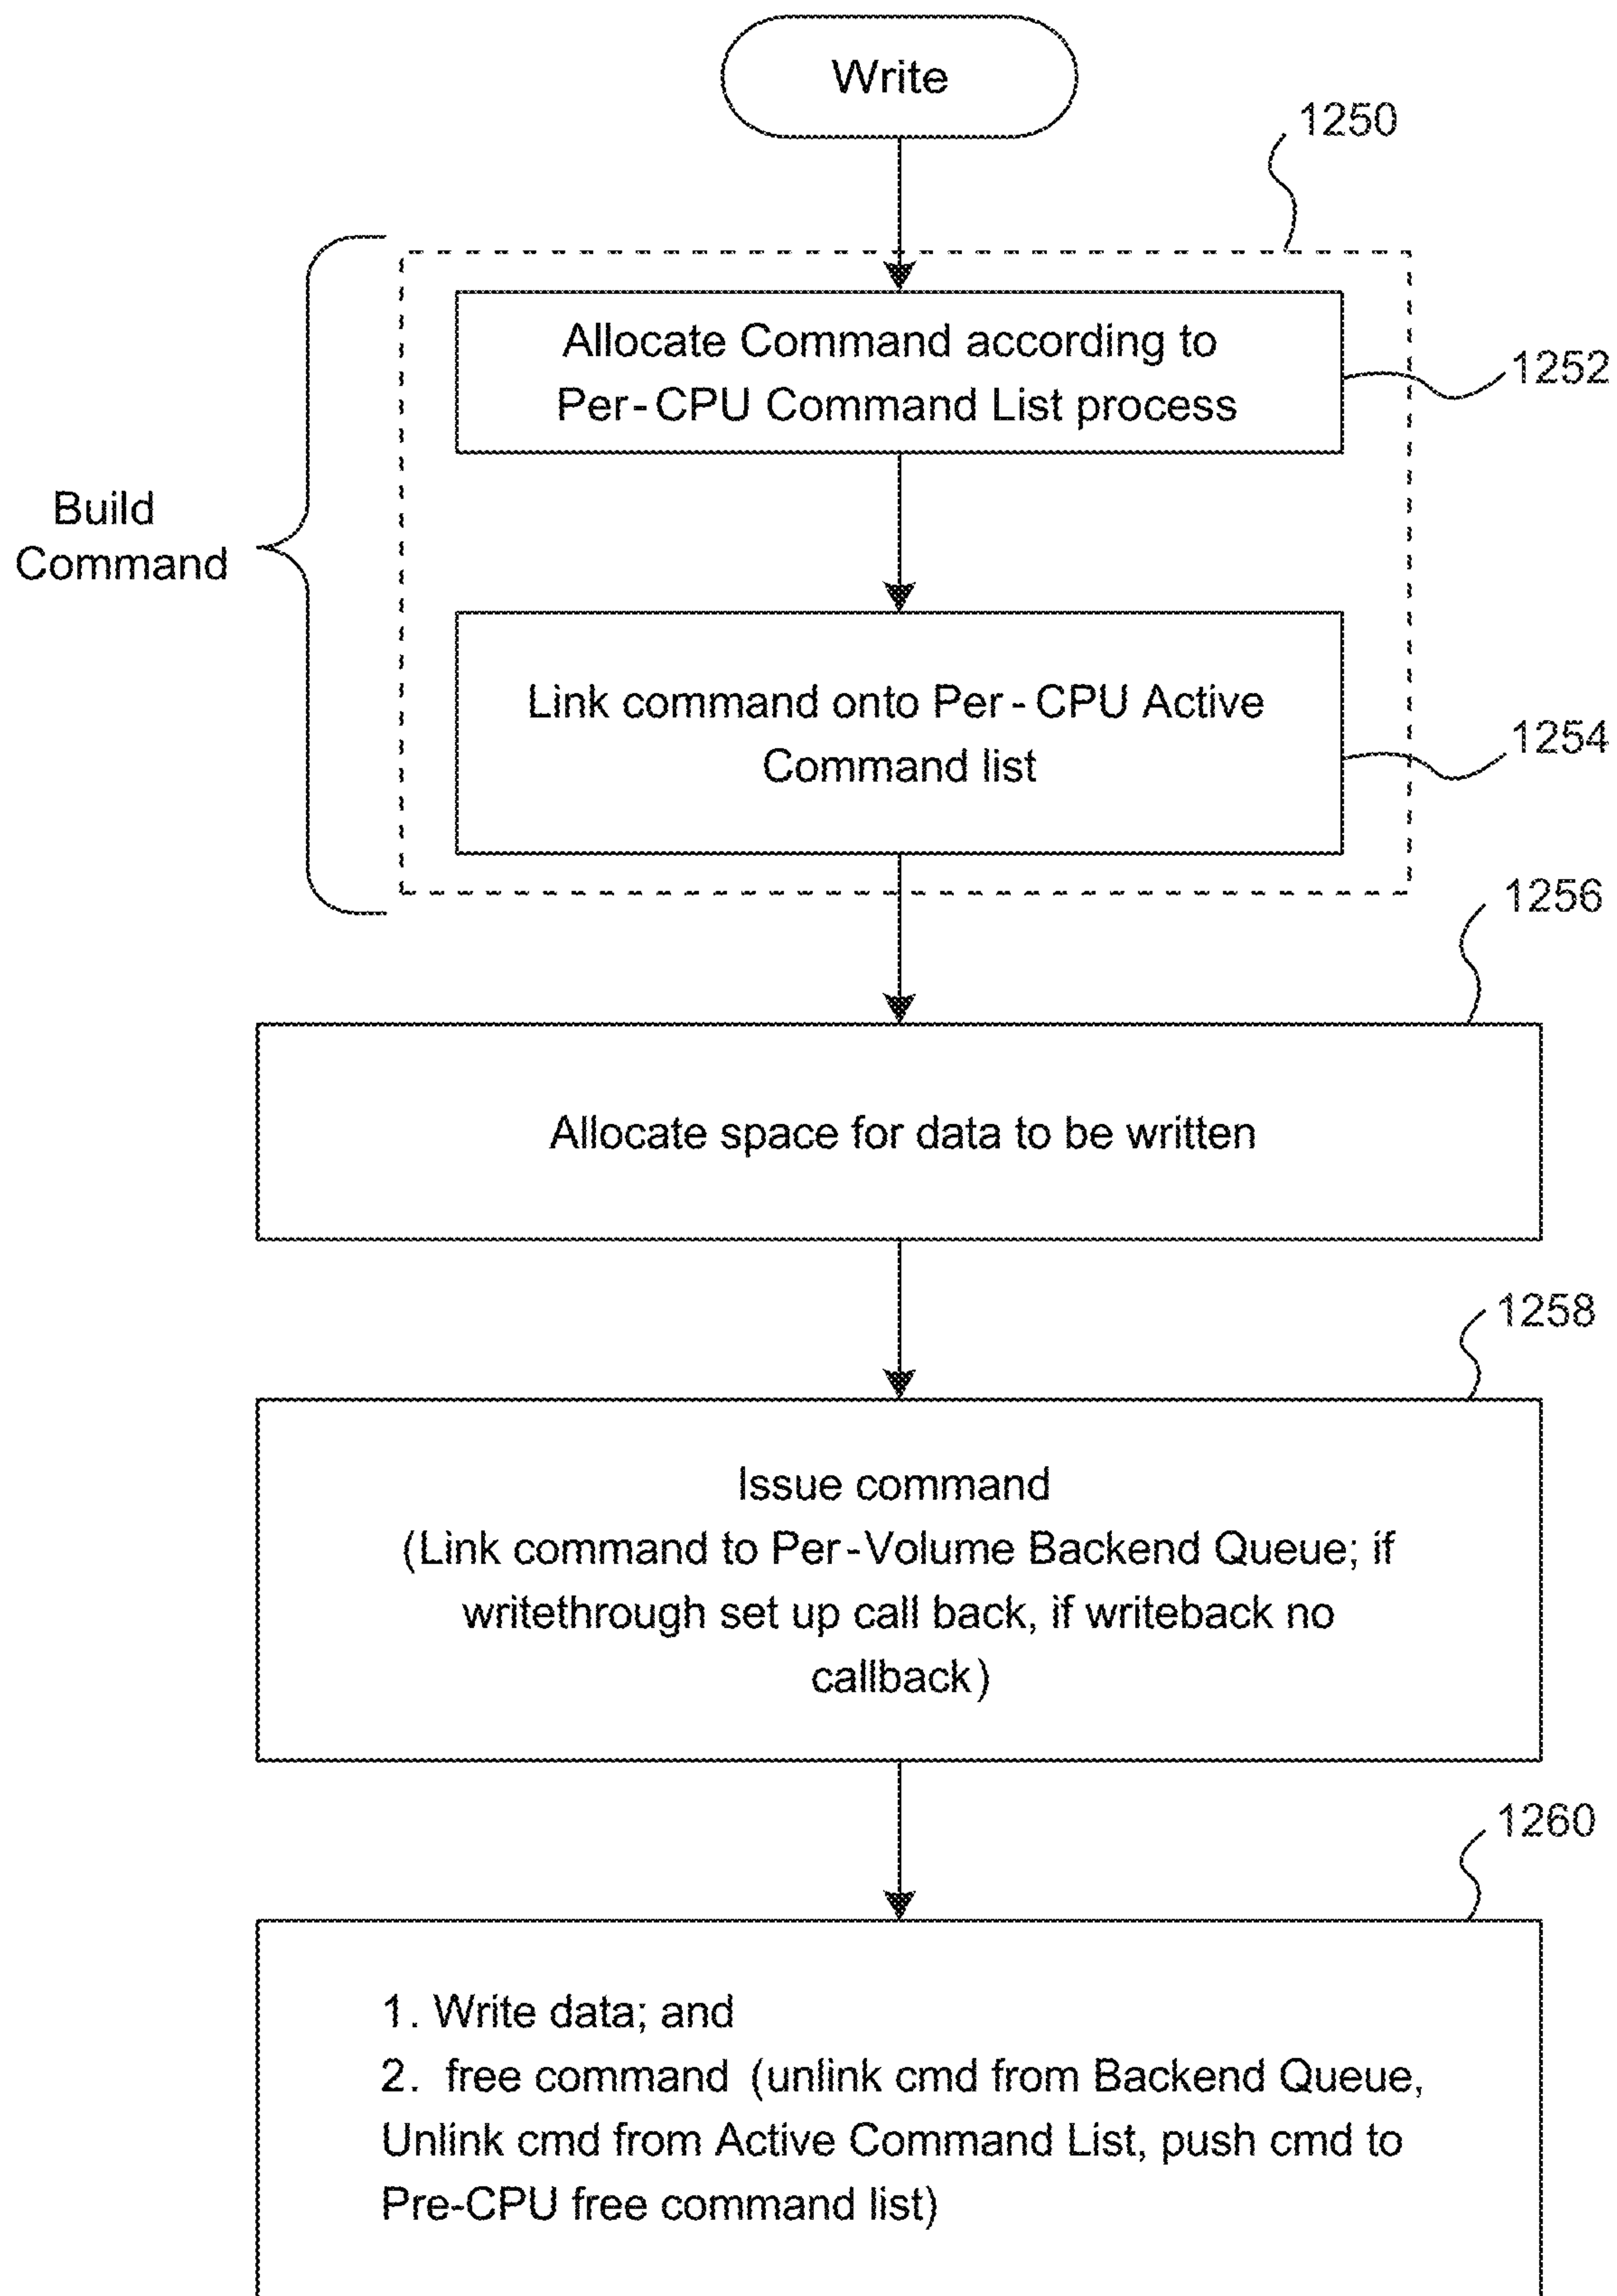 Write
1250
Allocate Command according to
Per-CPU Command List process
1252
Build
Command
Link command onto Per-CPU Active
Command list
1254
1256
Allocate space for data to be written
1258
Issue command
(Link command to Per-Volume Backend Queue; if
writethrough set up call back, if writeback no
callback)
1260
1. Write data; and
2. free command (unlink cmd from Backend Queue,
Unlink cmd from Active Command List, push cmd to
Pre-CPU free command list)